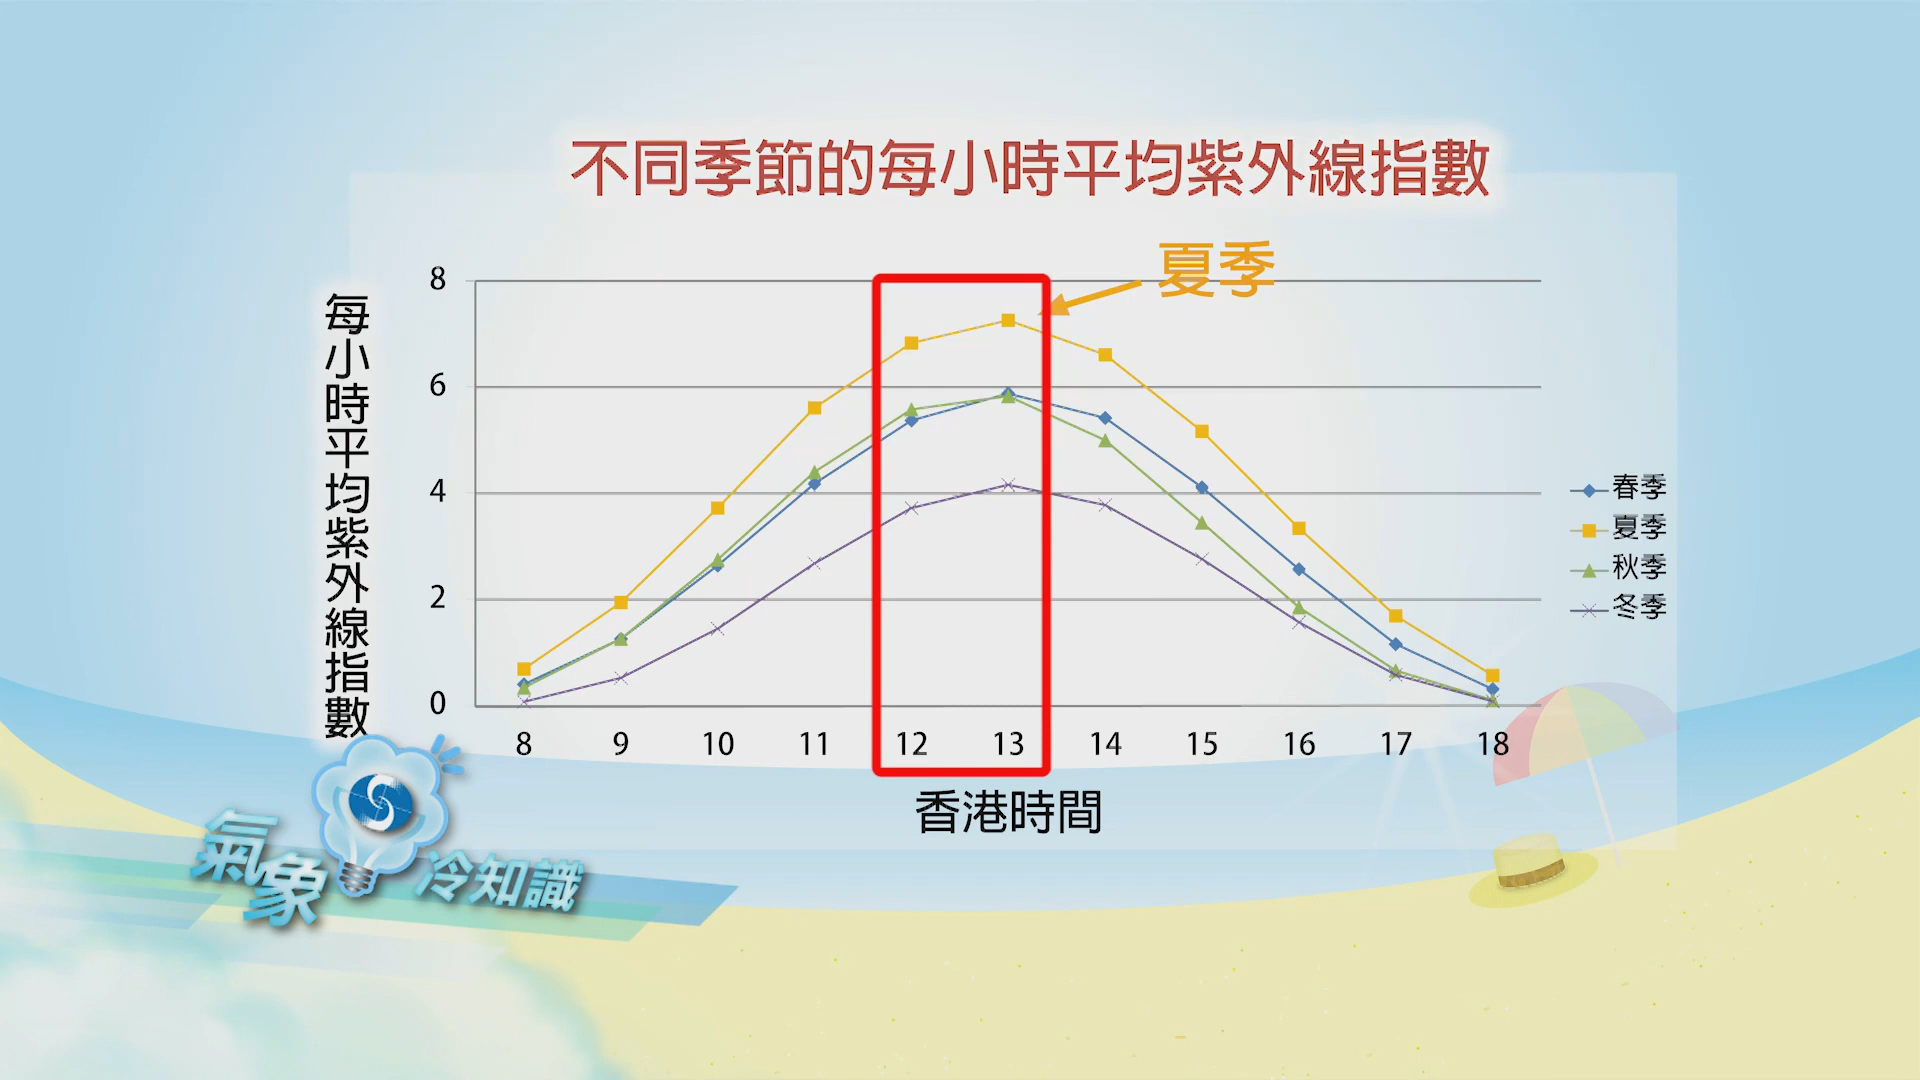 不同季節的每小時平均紫外線指數
夏季
每小時平均紫外線指數
8
6
4
2
0
8 9 10 11 12 13 14 15 16 17 18
香港時間
春季
夏季
秋季
冬季
氣象
冷知識